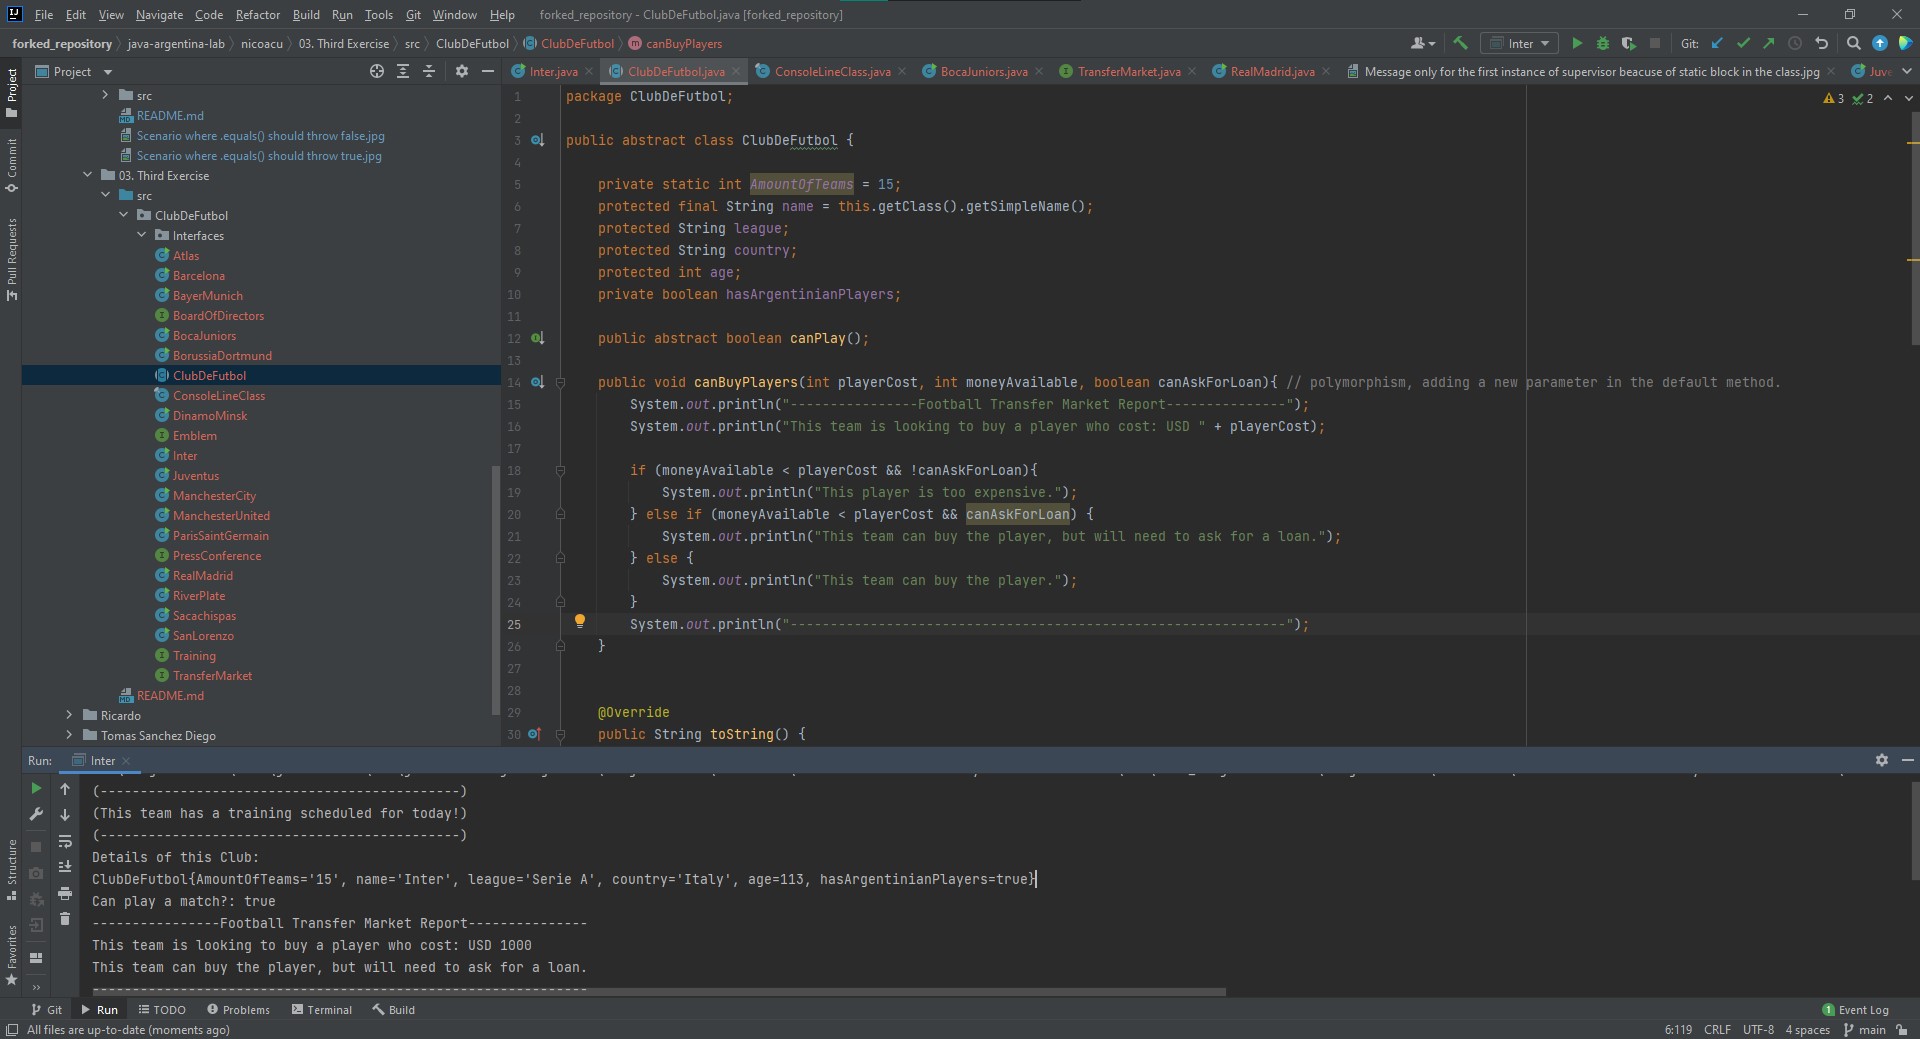 File Edit View Navigate Code Refactor Build Run Tools Git Window Help forked_repository - ClubDeFutbol.java [forked_repository]
forked_repository java-argentina-lab nicoacu 03. Third Exercise src ClubDeFutbol ClubDeFutbol canBuyPlayers Inter Git:
Project
Inter.java ClubDeFutbol.java ConsoleLineClass.java BocaJuniors.java TransferMarket.java RealMadrid.java Message only for the first instance of supervisor beacuse of static block in the class.jpg Juve
Project
Commit
Pull Requests
src
README.md
Scenario where .equals() should throw false.jpg
Scenario where .equals() should throw true.jpg
03. Third Exercise
src
ClubDeFutbol
Interfaces
Atlas
Barcelona
BayerMunich
BoardOfDirectors
BocaJuniors
BorussiaDortmund
ClubDeFutbol
ConsoleLineClass
DinamoMinsk
Emblem
Inter
Juventus
ManchesterCity
ManchesterUnited
ParisSaintGermain
PressConference
RealMadrid
RiverPlate
Sacachispas
SanLorenzo
Training
TransferMarket
README.md
Ricardo
Tomas Sanchez Diego
3 2
1 package ClubDeFutbol;
2
3 public abstract class ClubDeFutbol {
4
5 private static int AmountOfTeams = 15;
6 protected final String name = this.getClass().getSimpleName();
7 protected String league;
8 protected String country;
9 protected int age;
10 private boolean hasArgentinianPlayers;
11
12 public abstract boolean canPlay();
13
14 public void canBuyPlayers(int playerCost, int moneyAvailable, boolean canAskForLoan){ // polymorphism, adding a new parameter in the default method.
15 System.out.println("----------------Football Transfer Market Report---------------");
16 System.out.println("This team is looking to buy a player who cost: USD " + playerCost);
17
18 if (moneyAvailable < playerCost && !canAskForLoan){
19 System.out.println("This player is too expensive.");
20 } else if (moneyAvailable < playerCost && canAskForLoan) {
21 System.out.println("This team can buy the player, but will need to ask for a loan.");
22 } else {
23 System.out.println("This team can buy the player.");
24 }
25 System.out.println("--------------------------------------------------------------");
26 }
27
28
29 @Override
30 public String toString() {
Run: Inter
(---------------------------------------------)
(This team has a training scheduled for today!)
(---------------------------------------------)
Details of this Club:
ClubDeFutbol{AmountOfTeams='15', name='Inter', league='Serie A', country='Italy', age=113, hasArgentinianPlayers=true}
Can play a match?: true
----------------Football Transfer Market Report---------------
This team is looking to buy a player who cost: USD 1000
This team can buy the player, but will need to ask for a loan.
--------------------------------------------------------------
Structure
Favorites
Git Run TODO Problems Terminal Build 1 Event Log
All files are up-to-date (moments ago) 6:119 CRLF UTF-8 4 spaces main